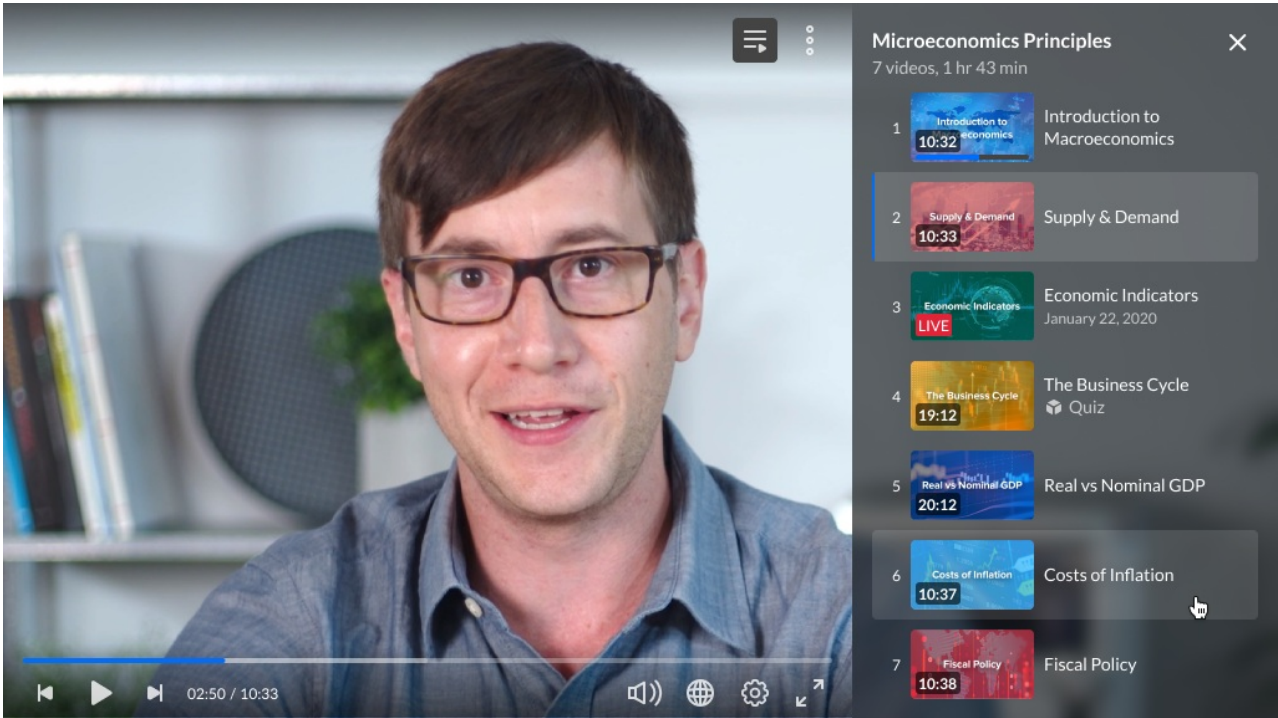 Microeconomics Principles
7 videos, 1 hr 43 min
1
Introduction to
economics
10:32
Introduction to
Macroeconomics
2
Supply & Demand
10:33
Supply & Demand
3
Economic Indicators
LIVE
Economic Indicators
January 22, 2020
4
The Business Cycle
19:12
The Business Cycle
Quiz
5
Real vs Nominal GDP
20:12
Real vs Nominal GDP
6
Costs of Inflation
10:37
Costs of Inflation
7
Fiscal Policy
10:38
Fiscal Policy
02:50 / 10:33